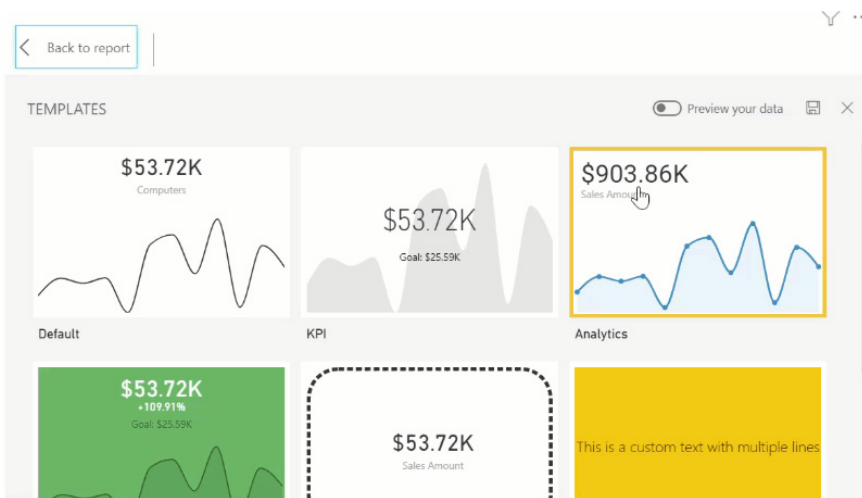 Back to report
TEMPLATES
Preview your data
$53.72K
Computers
$53.72K
Goal: $25.59K
$903.86K
Sales Amount
Default
KPI
Analytics
$53.72K
+109.91%
Goal: $25.59K
$53.72K
Sales Amount
This is a custom text with multiple lines